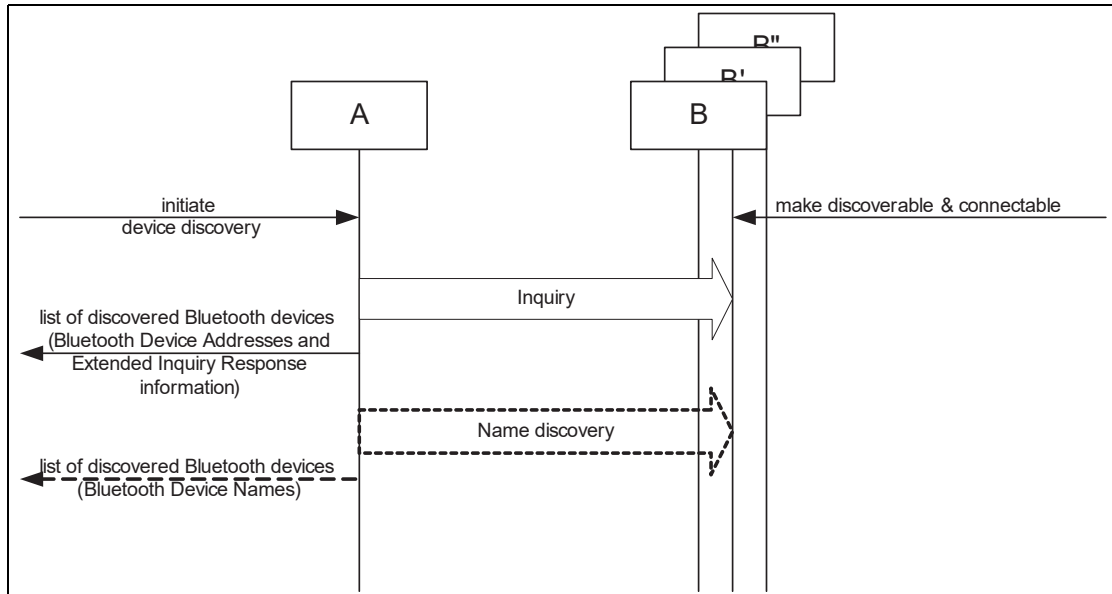 B"
B'
A
B
initiate
device discovery
make discoverable & connectable
Inquiry
list of discovered Bluetooth devices
(Bluetooth Device Addresses and
Extended Inquiry Response
information)
Name discovery
list of discovered Bluetooth devices
(Bluetooth Device Names)